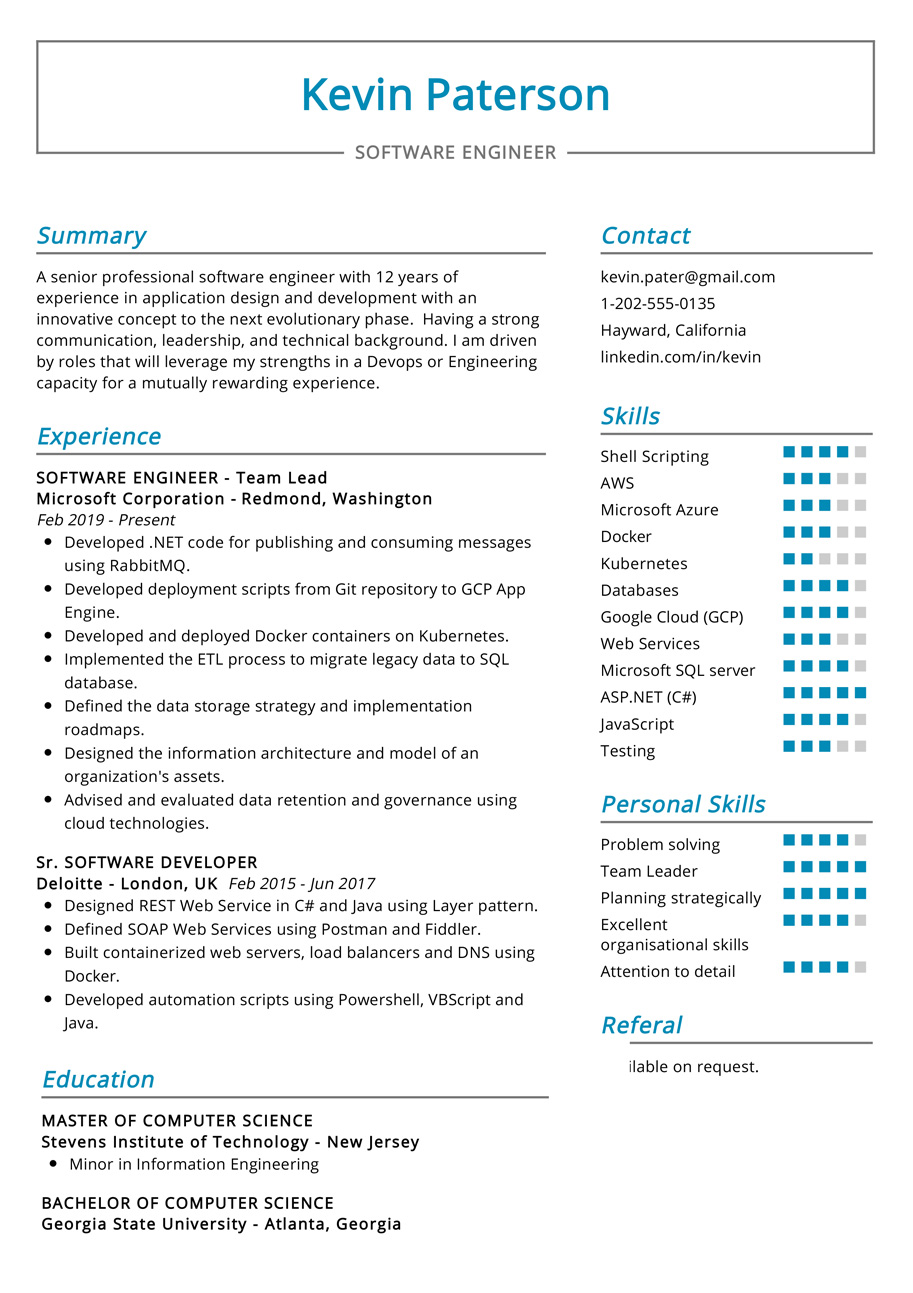 Kevin Paterson
SOFTWARE ENGINEER
Summary
A senior professional software engineer with 12 years of
experience in application design and development with an
innovative concept to the next evolutionary phase.  Having a strong
communication, leadership, and technical background. I am driven
by roles that will leverage my strengths in a Devops or Engineering
capacity for a mutually rewarding experience.
Experience
SOFTWARE ENGINEER - Team Lead
Microsoft Corporation - Redmond, Washington
Feb 2019 - Present
• Developed .NET code for publishing and consuming messages
using RabbitMQ.
• Developed deployment scripts from Git repository to GCP App
Engine.
• Developed and deployed Docker containers on Kubernetes.
• Implemented the ETL process to migrate legacy data to SQL
database.
• Defined the data storage strategy and implementation
roadmaps.
• Designed the information architecture and model of an
organization's assets.
• Advised and evaluated data retention and governance using
cloud technologies.
Sr. SOFTWARE DEVELOPER
Deloitte - London, UK Feb 2015 - Jun 2017
• Designed REST Web Service in C# and Java using Layer pattern.
• Defined SOAP Web Services using Postman and Fiddler.
• Built containerized web servers, load balancers and DNS using
Docker.
• Developed automation scripts using Powershell, VBScript and
Java.
Education
MASTER OF COMPUTER SCIENCE
Stevens Institute of Technology - New Jersey
• Minor in Information Engineering
BACHELOR OF COMPUTER SCIENCE
Georgia State University - Atlanta, Georgia
Contact
kevin.pater@gmail.com
1-202-555-0135
Hayward, California
linkedin.com/in/kevin
Skills
Shell Scripting
AWS
Microsoft Azure
Docker
Kubernetes
Databases
Google Cloud (GCP)
Web Services
Microsoft SQL server
ASP.NET (C#)
JavaScript
Testing
Personal Skills
Problem solving
Team Leader
Planning strategically
Excellent
organisational skills
Attention to detail
Referal
ilable on request.